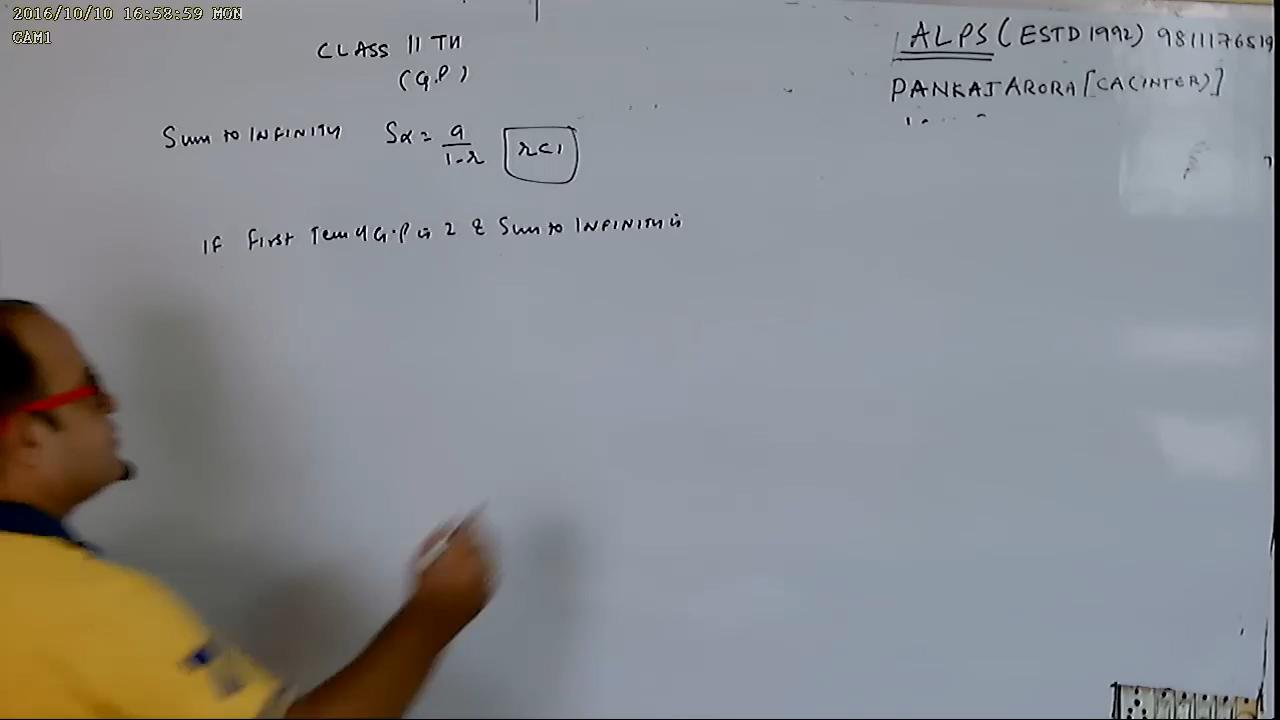 2016/10/10 16:58:59 MON
CAM1
CLASS 11 TH
(G.P)
ALPS (ESTD 1992) 9811176519
PANKAJ ARORA [CA(INTER)]
Sum to INFINITY S∝ = a/1-r r<1
If First Term of G.P is 2 & Sum to INFINITY is